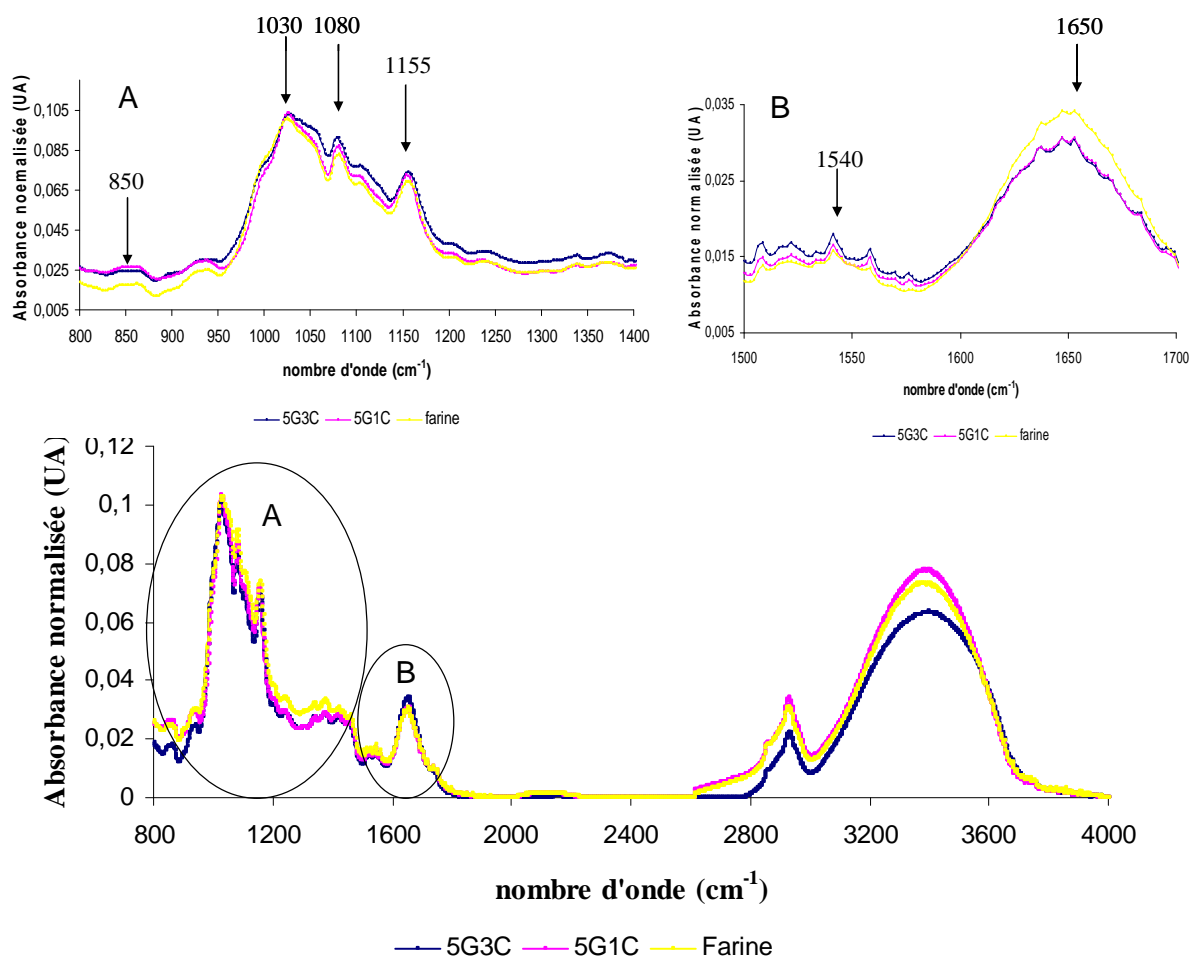 1030 1080
1155
850
A
Absorbance noemalisée (UA)
0,105
0,085
0,065
0,045
0,025
0,005
800 850 900 950 1000 1050 1100 1150 1200 1250 1300 1350 1400
nombre d'onde (cm-1)
5G3C 5G1C farine
1650
B
1540
Absorbance normalisée (UA)
0,035
0,025
0,015
0,005
1500 1550 1600 1650 1700
nombre d'onde (cm-1)
5G3C 5G1C farine
Absorbance normalisée (UA)
0,12
0,1
0,08
0,06
0,04
0,02
0
A
B
800 1200 1600 2000 2400 2800 3200 3600 4000
nombre d'onde (cm-1)
5G3C 5G1C Farine